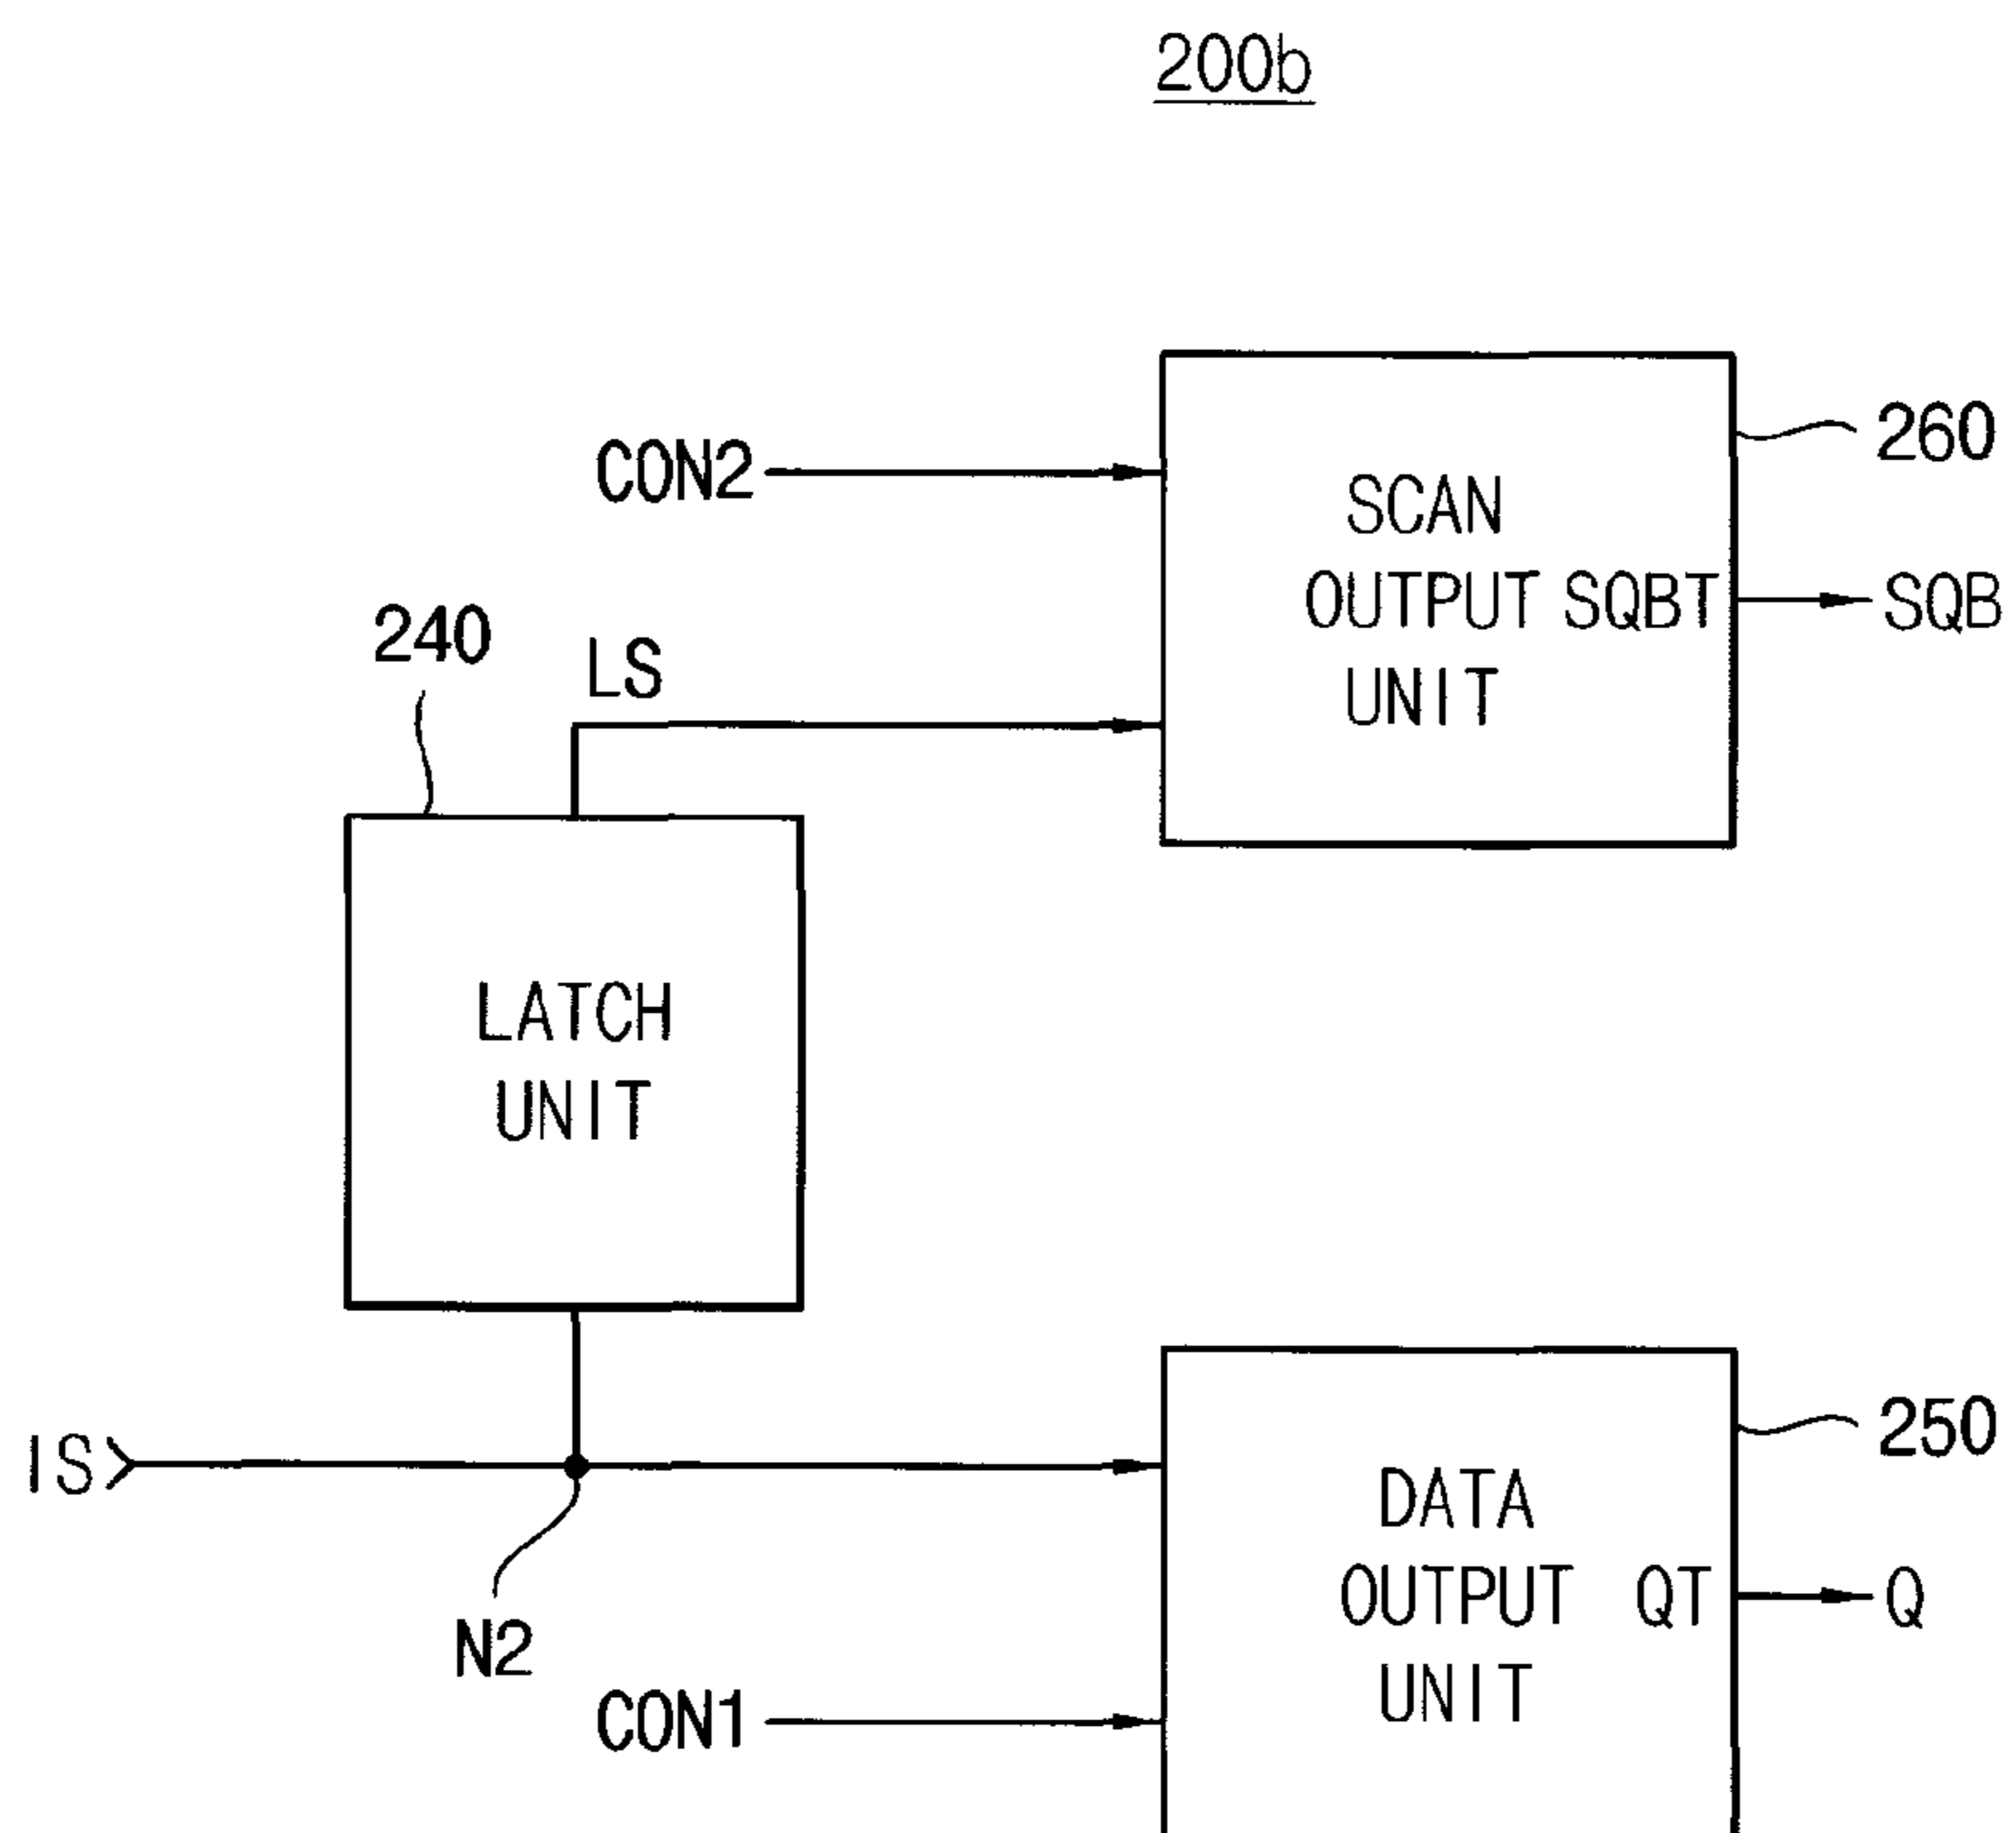 200b
CON2
SCAN
OUTPUT SQBT
UNIT
260
SQB
240
LS
LATCH
UNIT
IS
N2
CON1
DATA
OUTPUT QT
UNIT
250
Q